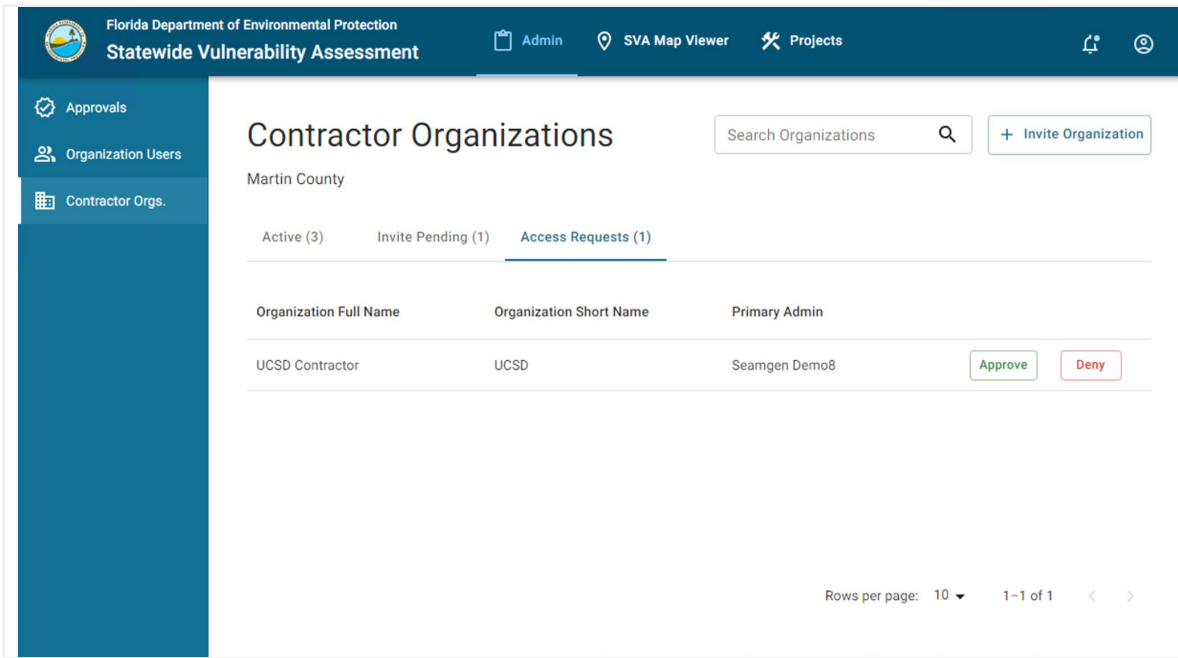 Florida Department of Environmental Protection
Statewide Vulnerability Assessment
Admin
SVA Map Viewer
Projects
Approvals
Organization Users
Contractor Orgs.
Contractor Organizations
Search Organizations
+ Invite Organization
Martin County
Active (3)
Invite Pending (1)
Access Requests (1)
Organization Full Name Organization Short Name Primary Admin
UCSD Contractor UCSD Seamgen Demo8 Approve Deny
Rows per page: 10 1–1 of 1